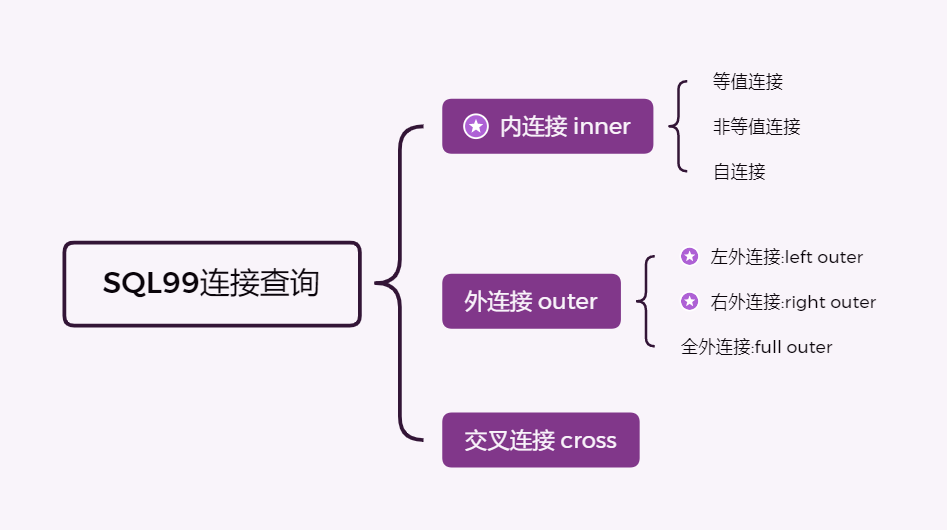 SQL99连接查询
内连接 inner
等值连接
非等值连接
自连接
外连接 outer
左外连接:left outer
右外连接:right outer
全外连接:full outer
交叉连接 cross